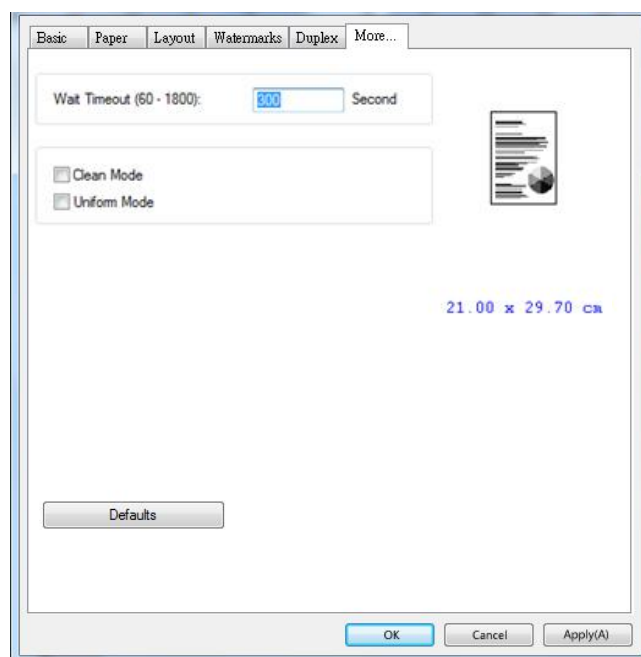 Basic Paper Layout Watermarks Duplex More...
Wait Timeout (60 - 1800): 300 Second
Clean Mode
Uniform Mode
21.00 x 29.70 cm
Defaults
OK Cancel Apply(A)